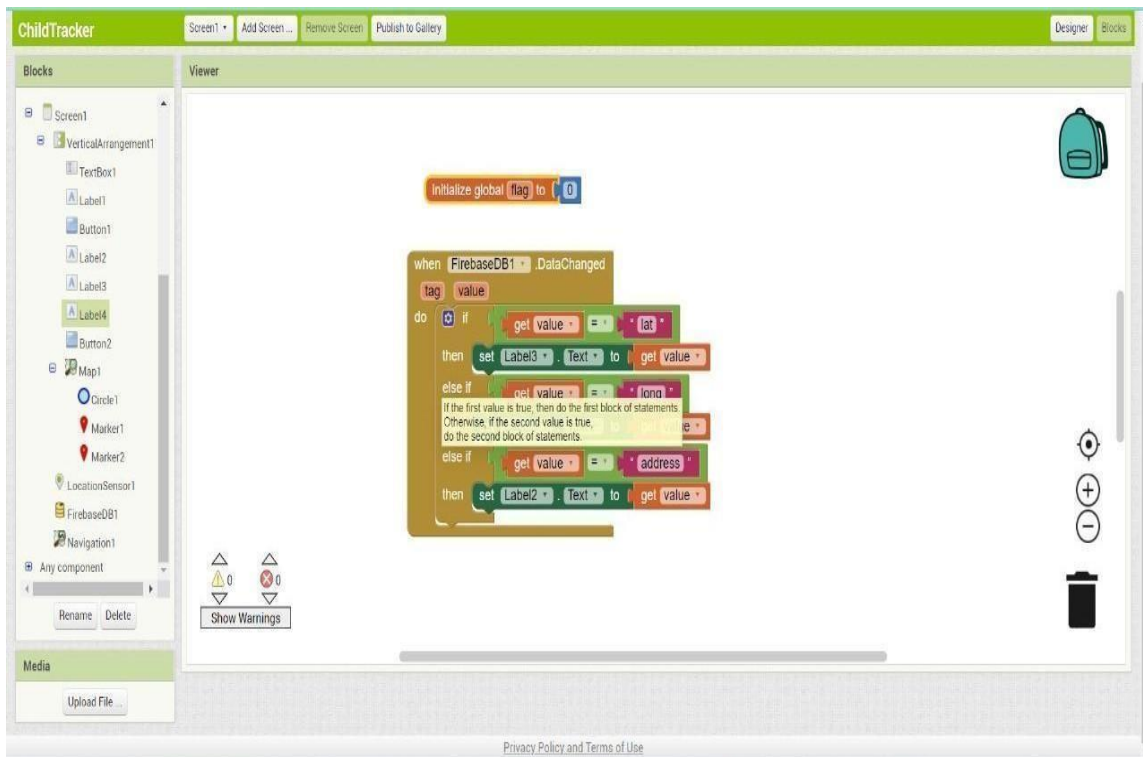 ChildTracker Screen1 Add Screen ... Remove Screen Publish to Gallery Designer Blocks
Blocks
Viewer
Screen1
VerticalArrangement1
TextBox1
Label1
Button1
Label2
Label3
Label4
Button2
Map1
Circle1
Marker1
Marker2
LocationSensor1
FirebaseDB1
Navigation1
Any component
Rename Delete
Media
Upload File ...
initialize global flag to 0
when FirebaseDB1 .DataChanged
tag value
do if get value = " lat "
then set Label3 . Text to get value
else if get value = " long "
If the first value is true, then do the first block of statements.
Otherwise, if the second value is true,
do the second block of statements.
else if get value = " address "
then set Label2 . Text to get value
0 0
Show Warnings
Privacy Policy and Terms of Use